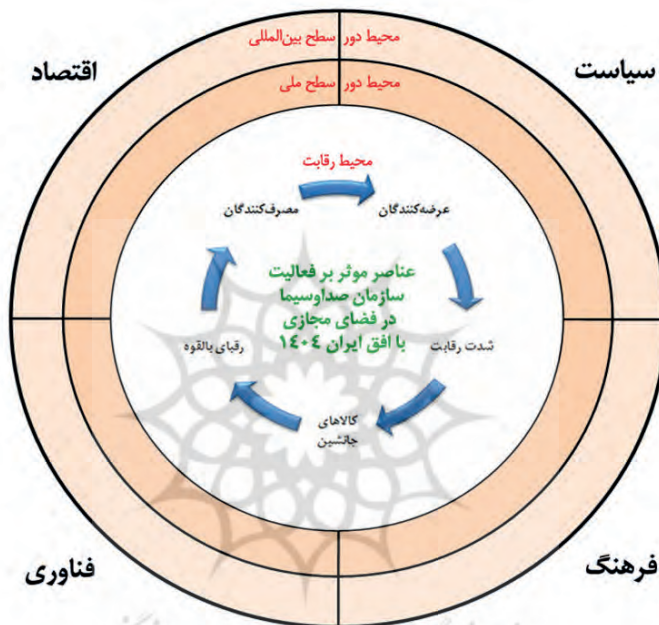 محیط دور سطح بین‌المللی
سیاست
اقتصاد
محیط دور سطح ملی
محیط رقابت
عرضه‌کنندگان
مصرف‌کنندگان
عناصر موثر بر فعالیت
سازمان صداوسیما
در فضای مجازی
با افق ایران ۱۴۰۴
شدت رقابت
رقبای بالقوه
کالاهای
جانشین
فرهنگ
فناوری